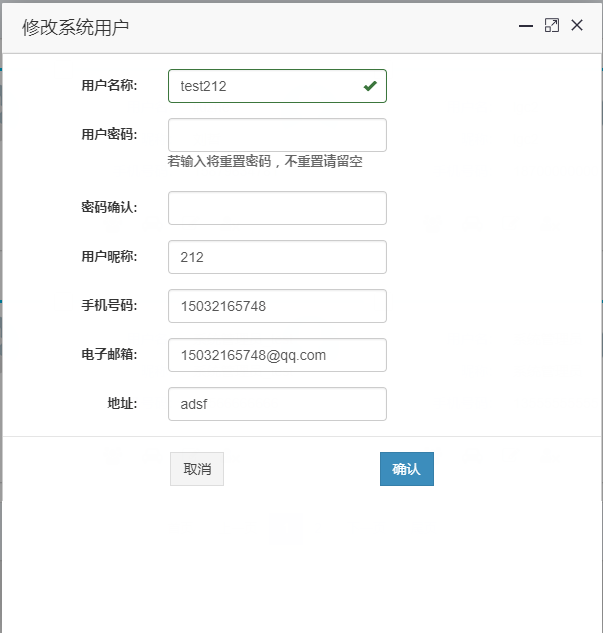 修改系统用户
用户名称: test212
用户密码:
若输入将重置密码，不重置请留空
密码确认:
用户昵称: 212
手机号码: 15032165748
电子邮箱: 15032165748@qq.com
地址: adsf
取消 确认